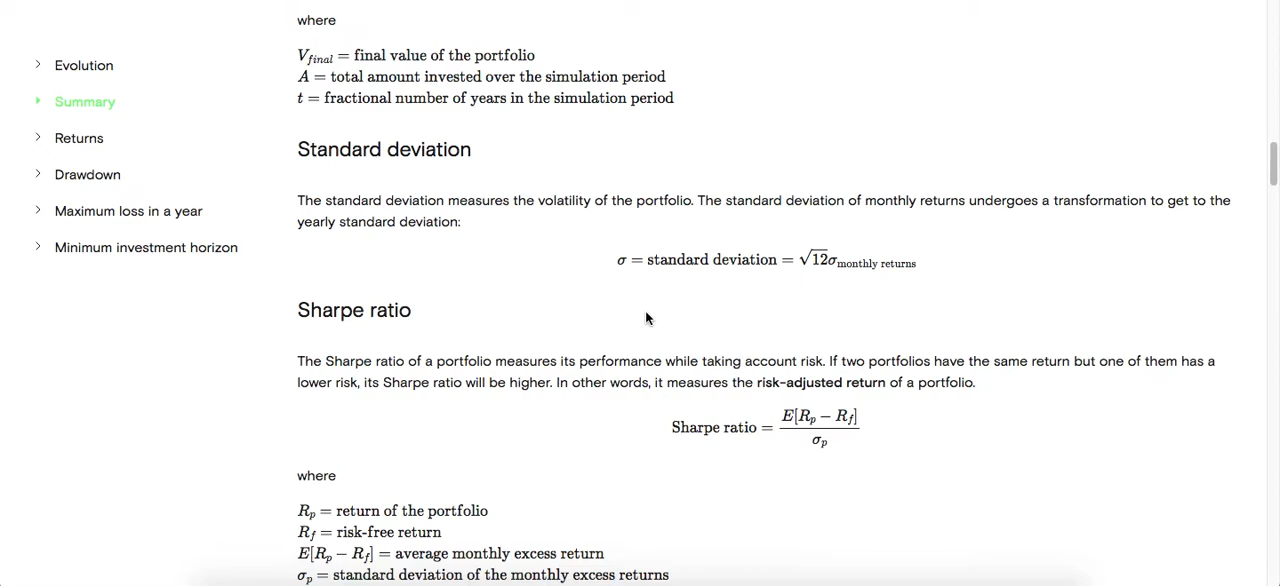 where
V_final = final value of the portfolio
A = total amount invested over the simulation period
t = fractional number of years in the simulation period
Evolution
Summary
Returns
Drawdown
Maximum loss in a year
Minimum investment horizon
Standard deviation
The standard deviation measures the volatility of the portfolio. The standard deviation of monthly returns undergoes a transformation to get to the
yearly standard deviation:
σ = standard deviation = √12σ_monthly returns
Sharpe ratio
The Sharpe ratio of a portfolio measures its performance while taking account risk. If two portfolios have the same return but one of them has a
lower risk, its Sharpe ratio will be higher. In other words, it measures the risk-adjusted return of a portfolio.
Sharpe ratio = E[R_p − R_f] / σ_p
where
R_p = return of the portfolio
R_f = risk-free return
E[R_p − R_f] = average monthly excess return
σ_p = standard deviation of the monthly excess returns